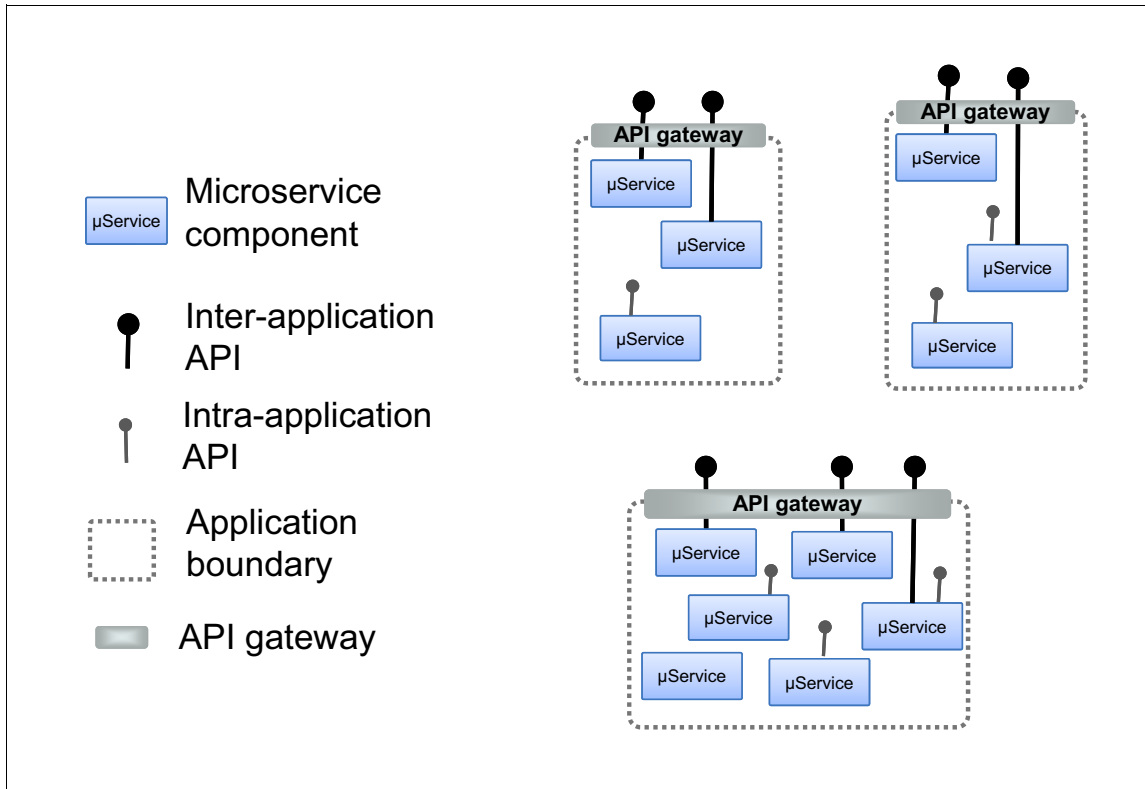 µService
Microservice
component
Inter-application
API
Intra-application
API
Application
boundary
API gateway
API gateway
µService
µService
µService
API gateway
µService
µService
µService
API gateway
µService
µService
µService
µService
µService
µService